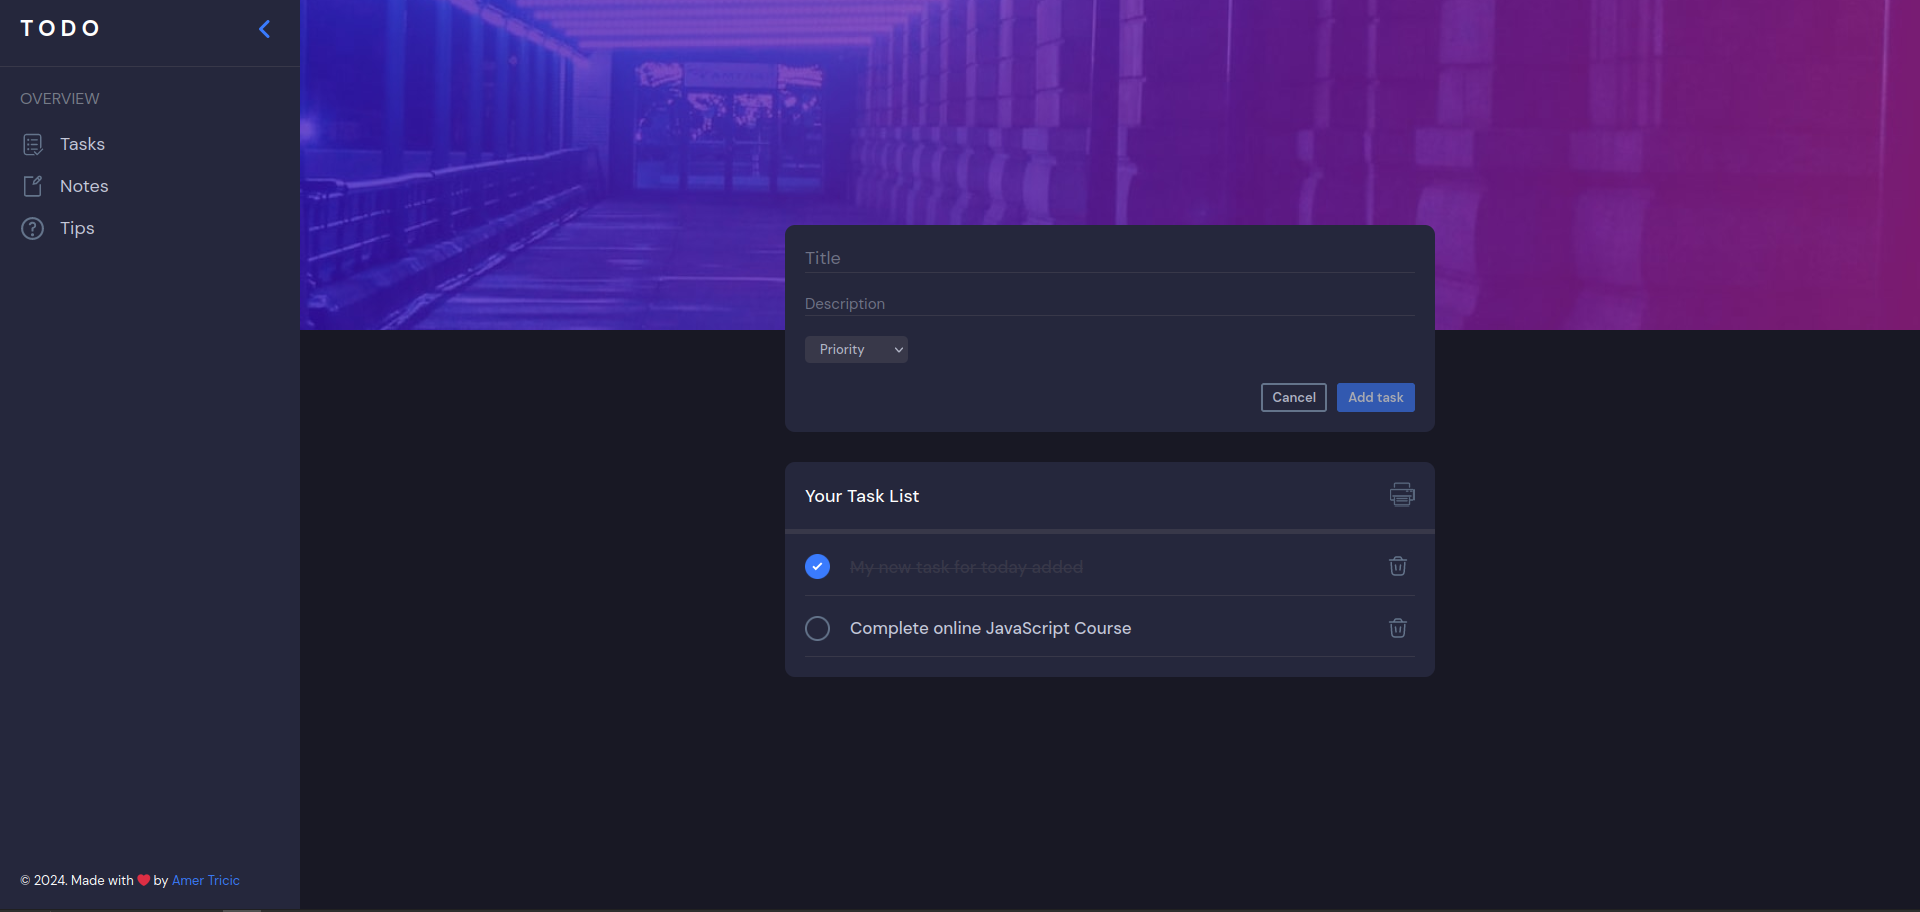 TODO
OVERVIEW
Tasks
Notes
Tips
Title
Description
Priority
Cancel
Add task
Your Task List
My new task for today added
Complete online JavaScript Course
© 2024. Made with ❤️ by Amer Tricic